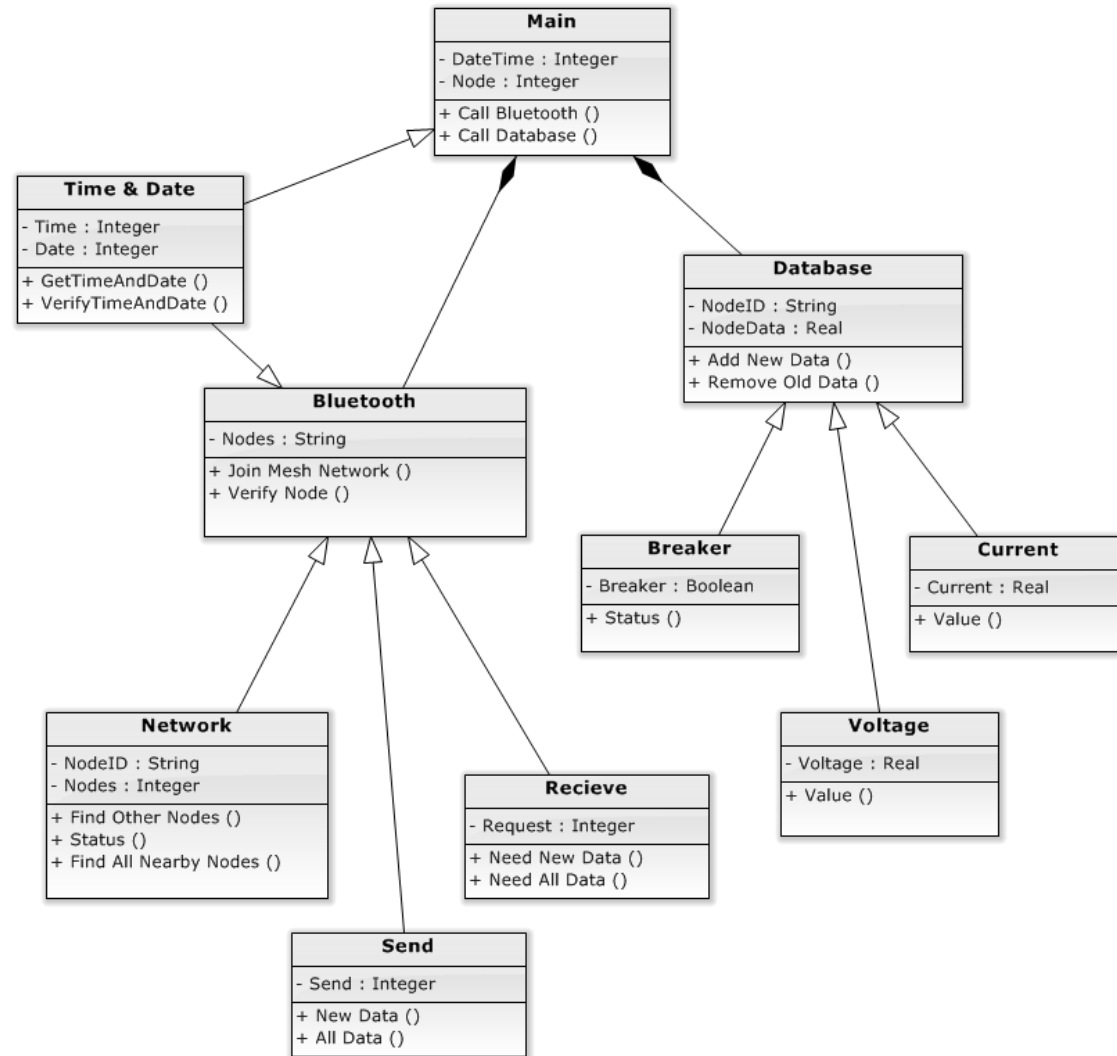 Main
- DateTime : Integer
- Node : Integer
+ Call Bluetooth ()
+ Call Database ()
Time & Date
- Time : Integer
- Date : Integer
+ GetTimeAndDate ()
+ VerifyTimeAndDate ()
Database
- NodeID : String
- NodeData : Real
+ Add New Data ()
+ Remove Old Data ()
Bluetooth
- Nodes : String
+ Join Mesh Network ()
+ Verify Node ()
Breaker
- Breaker : Boolean
+ Status ()
Current
- Current : Real
+ Value ()
Network
- NodeID : String
- Nodes : Integer
+ Find Other Nodes ()
+ Status ()
+ Find All Nearby Nodes ()
Recieve
- Request : Integer
+ Need New Data ()
+ Need All Data ()
Voltage
- Voltage : Real
+ Value ()
Send
- Send : Integer
+ New Data ()
+ All Data ()